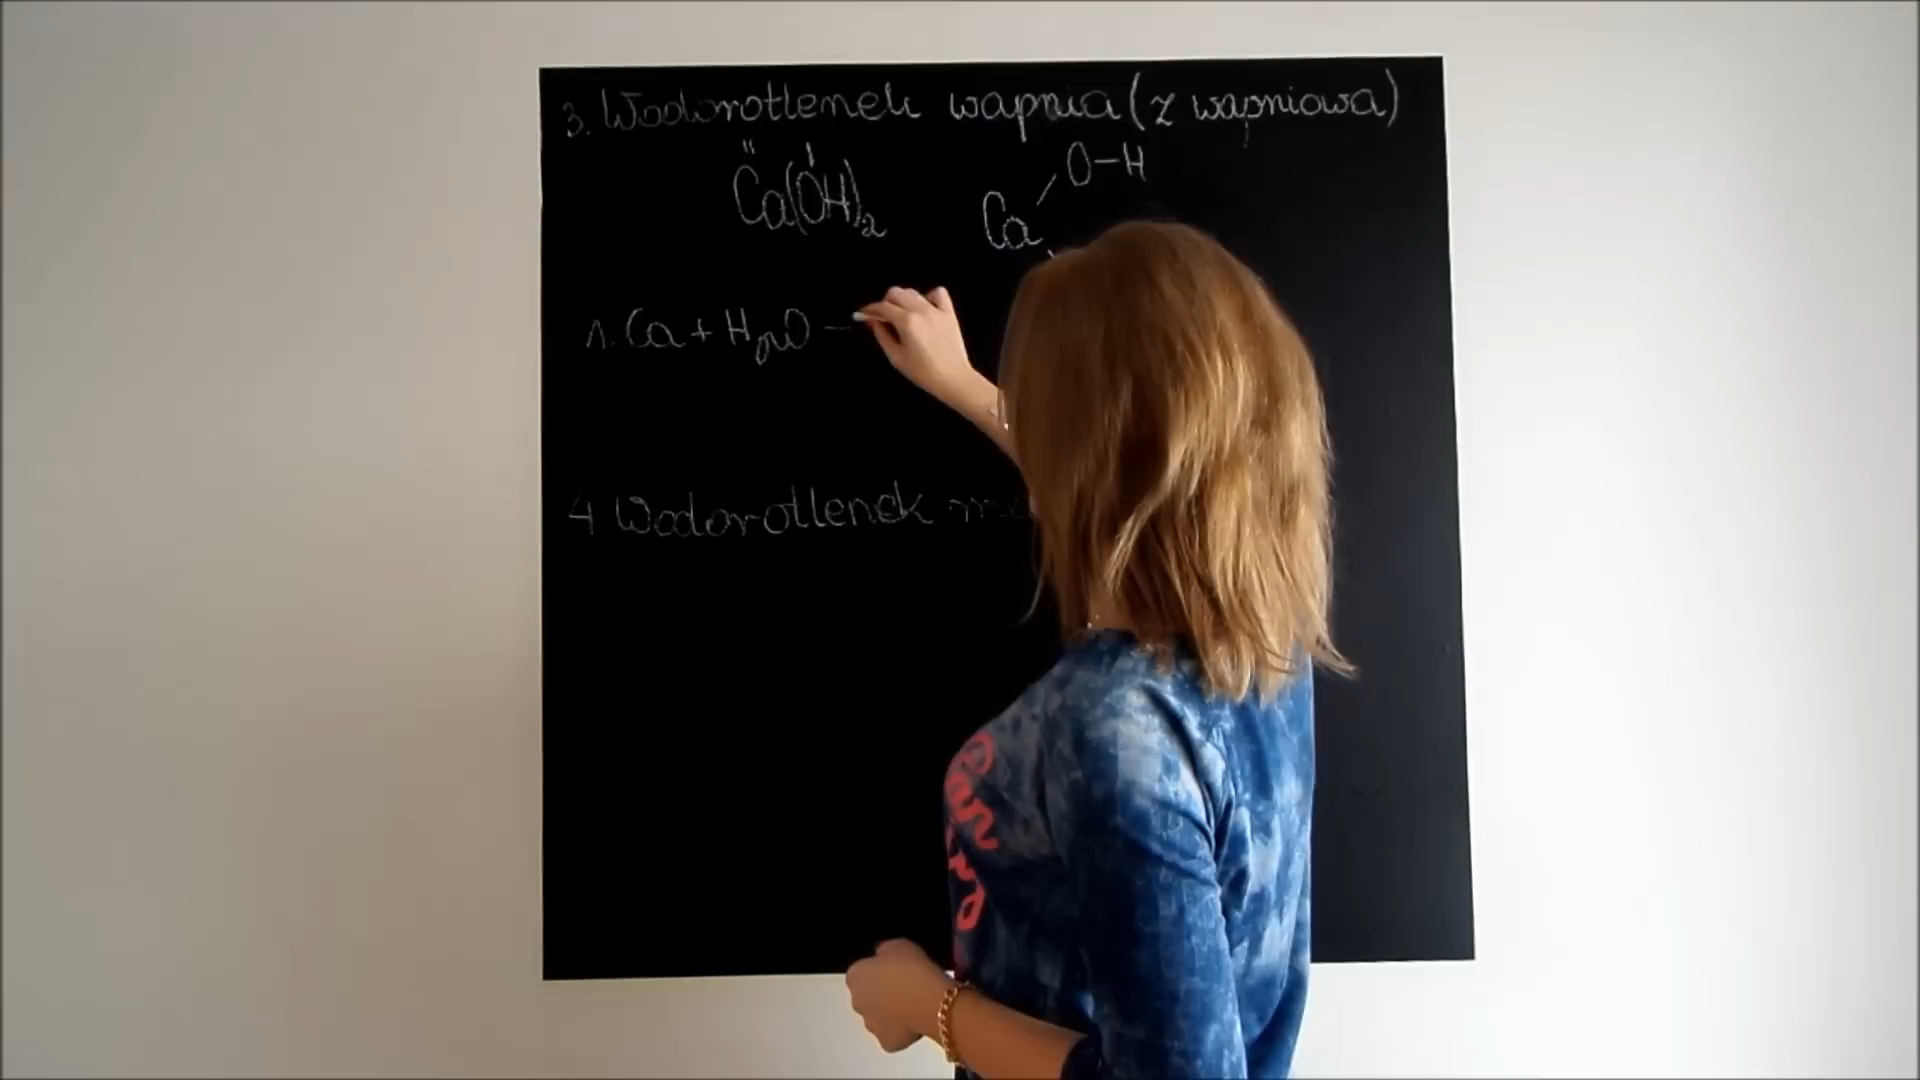 3. Wodorotlenek wapnia (z wapniowa)
Ca(OH)₂
O-H
Ca
1. Ca + H₂O
4. Wodorotlenek